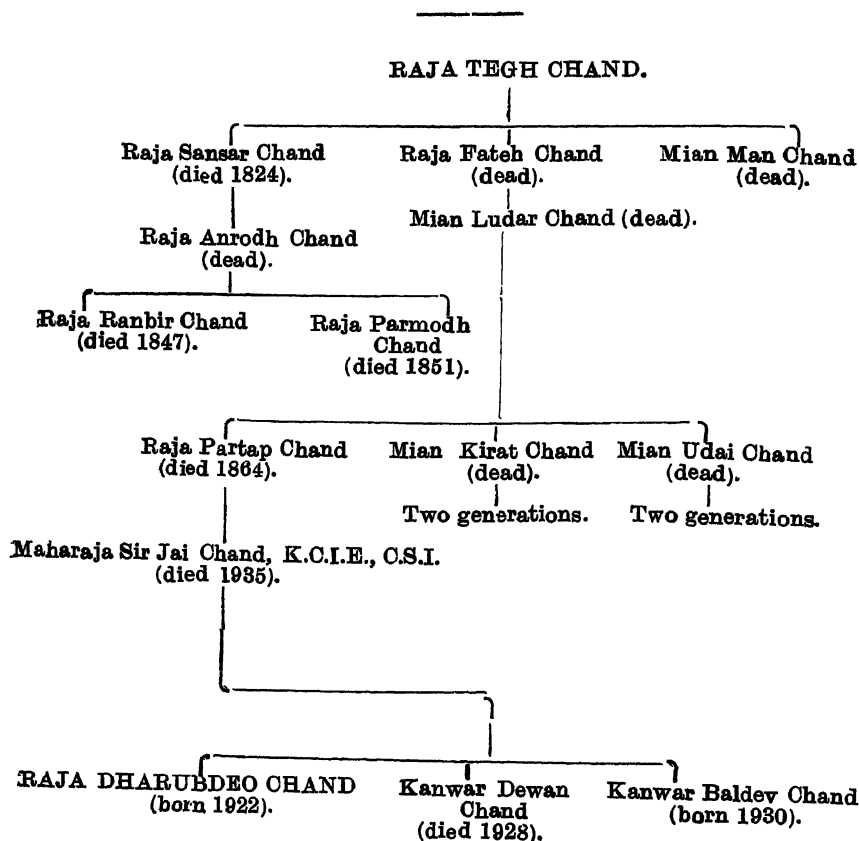 RAJA TEGH CHAND.
Raja Sansar Chand
(died 1824).
Raja Fateh Chand
(dead).
Mian Man Chand
(dead).
Mian Ludar Chand (dead).
Raja Anrodh Chand
(dead).
Raja Ranbir Chand
(died 1847).
Raja Parmodh
Chand
(died 1851).
Raja Partap Chand
(died 1864).
Mian Kirat Chand
(dead).
Mian Udai Chand
(dead).
Two generations.
Two generations.
Maharaja Sir Jai Chand, K.C.I.E., C.S.I.
(died 1935).
RAJA DHARUBDEO CHAND
(born 1922).
Kanwar Dewan
Chand
(died 1928).
Kanwar Baldev Chand
(born 1930).